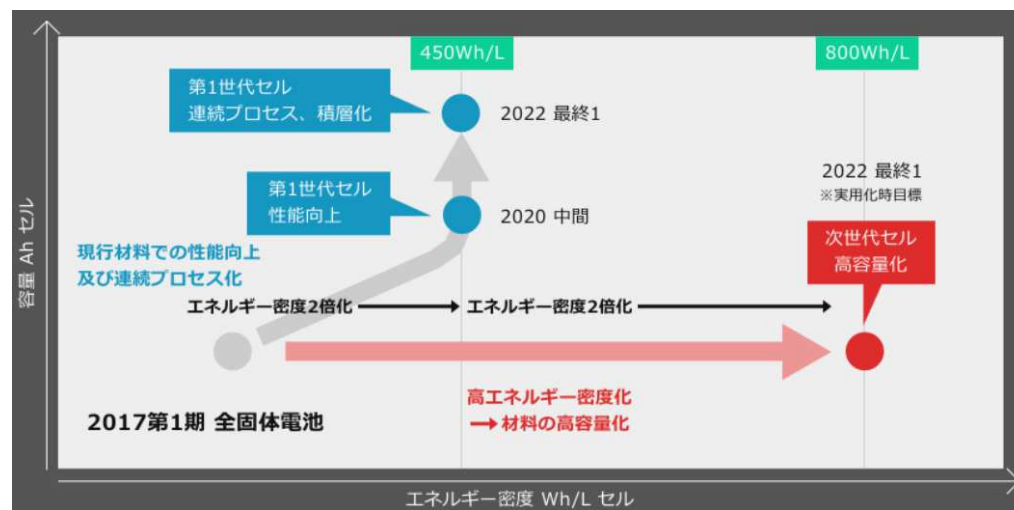 450Wh/L
800Wh/L
第1世代セル
連続プロセス、積層化
2022 最終1
第1世代セル
性能向上
2020 中間
2022 最終1
※実用化時目標
次世代セル
高容量化
現行材料での性能向上
及び連続プロセス化
エネルギー密度2倍化
エネルギー密度2倍化
高エネルギー密度化
→材料の高容量化
2017第1期 全固体電池
容量 Ah セル
エネルギー密度 Wh/L セル